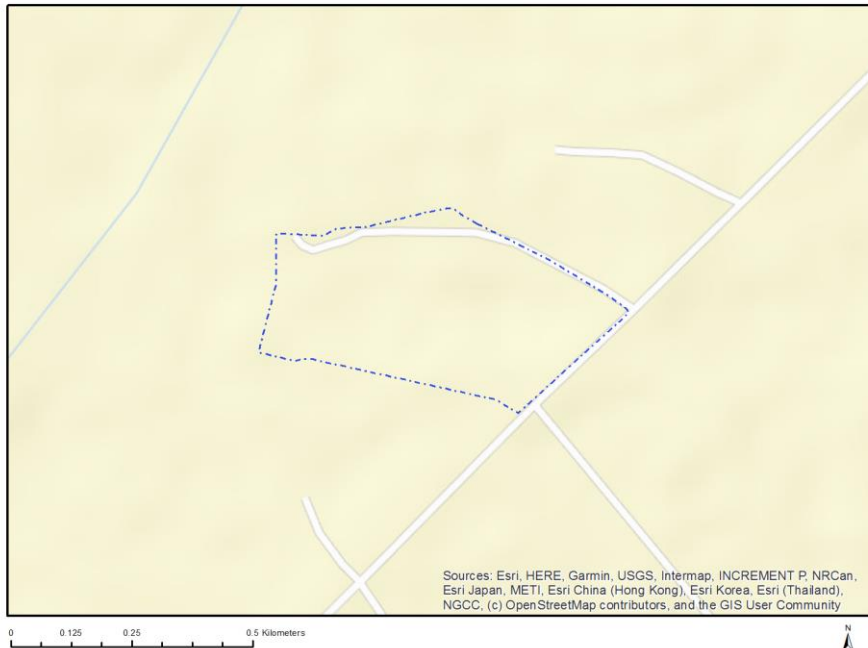 Sources: Esri, HERE, Garmin, USGS, Intermap, INCREMENT P, NRCan,
Esri Japan, METI, Esri China (Hong Kong), Esri Korea, Esri (Thailand),
NGCC, (c) OpenStreetMap contributors, and the GIS User Community
0 0.125 0.25 0.5 Kilometers
N